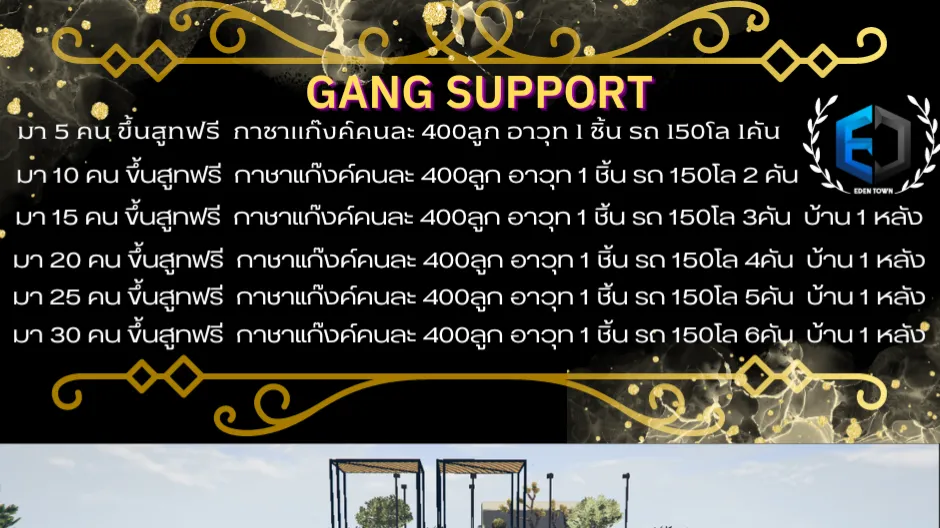 GANG SUPPORT
มา 5 คน ขึ้นสูทฟรี กาชาแก๊งค์คนละ 400ลูก อาวุท 1 ชิ้น รถ 150โล 1คัน
มา 10 คน ขึ้นสูทฟรี กาชาแก๊งค์คนละ 400ลูก อาวุท 1 ชิ้น รถ 150โล 2 คัน
มา 15 คน ขึ้นสูทฟรี กาชาแก๊งค์คนละ 400ลูก อาวุท 1 ชิ้น รถ 150โล 3คัน บ้าน 1 หลัง
มา 20 คน ขึ้นสูทฟรี กาชาแก๊งค์คนละ 400ลูก อาวุท 1 ชิ้น รถ 150โล 4คัน บ้าน 1 หลัง
มา 25 คน ขึ้นสูทฟรี กาชาแก๊งค์คนละ 400ลูก อาวุท 1 ชิ้น รถ 150โล 5คัน บ้าน 1 หลัง
มา 30 คน ขึ้นสูทฟรี กาชาแก๊งค์คนละ 400ลูก อาวุท 1 ชิ้น รถ 150โล 6คัน บ้าน 1 หลัง
EDEN TOWN